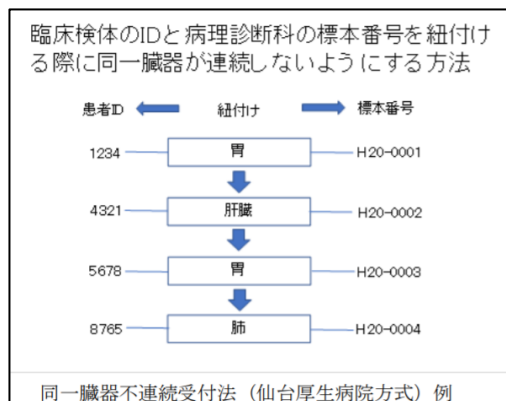 臨床検体のIDと病理診断科の標本番号を紐付け
る際に同一臓器が連続しないようにする方法
患者ID 紐付け 標本番号
1234 胃 H20-0001
4321 肝臓 H20-0002
5678 胃 H20-0003
8765 肺 H20-0004
同一臓器不連続受付法（仙台厚生病院方式）例